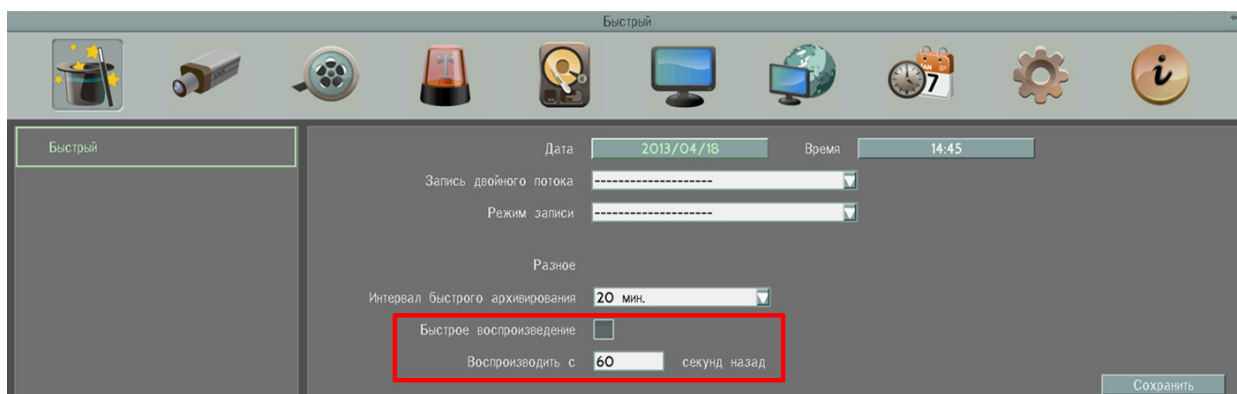 Быстрый
7
i
Быстрый
Дата 2013/04/18 Время 14:45
Запись двойного потока --------------------
Режим записи --------------------
Разное
Интервал быстрого архивирования 20 мин.
Быстрое воспроизведение
Воспроизводить с 60 секунд назад
Сохранить